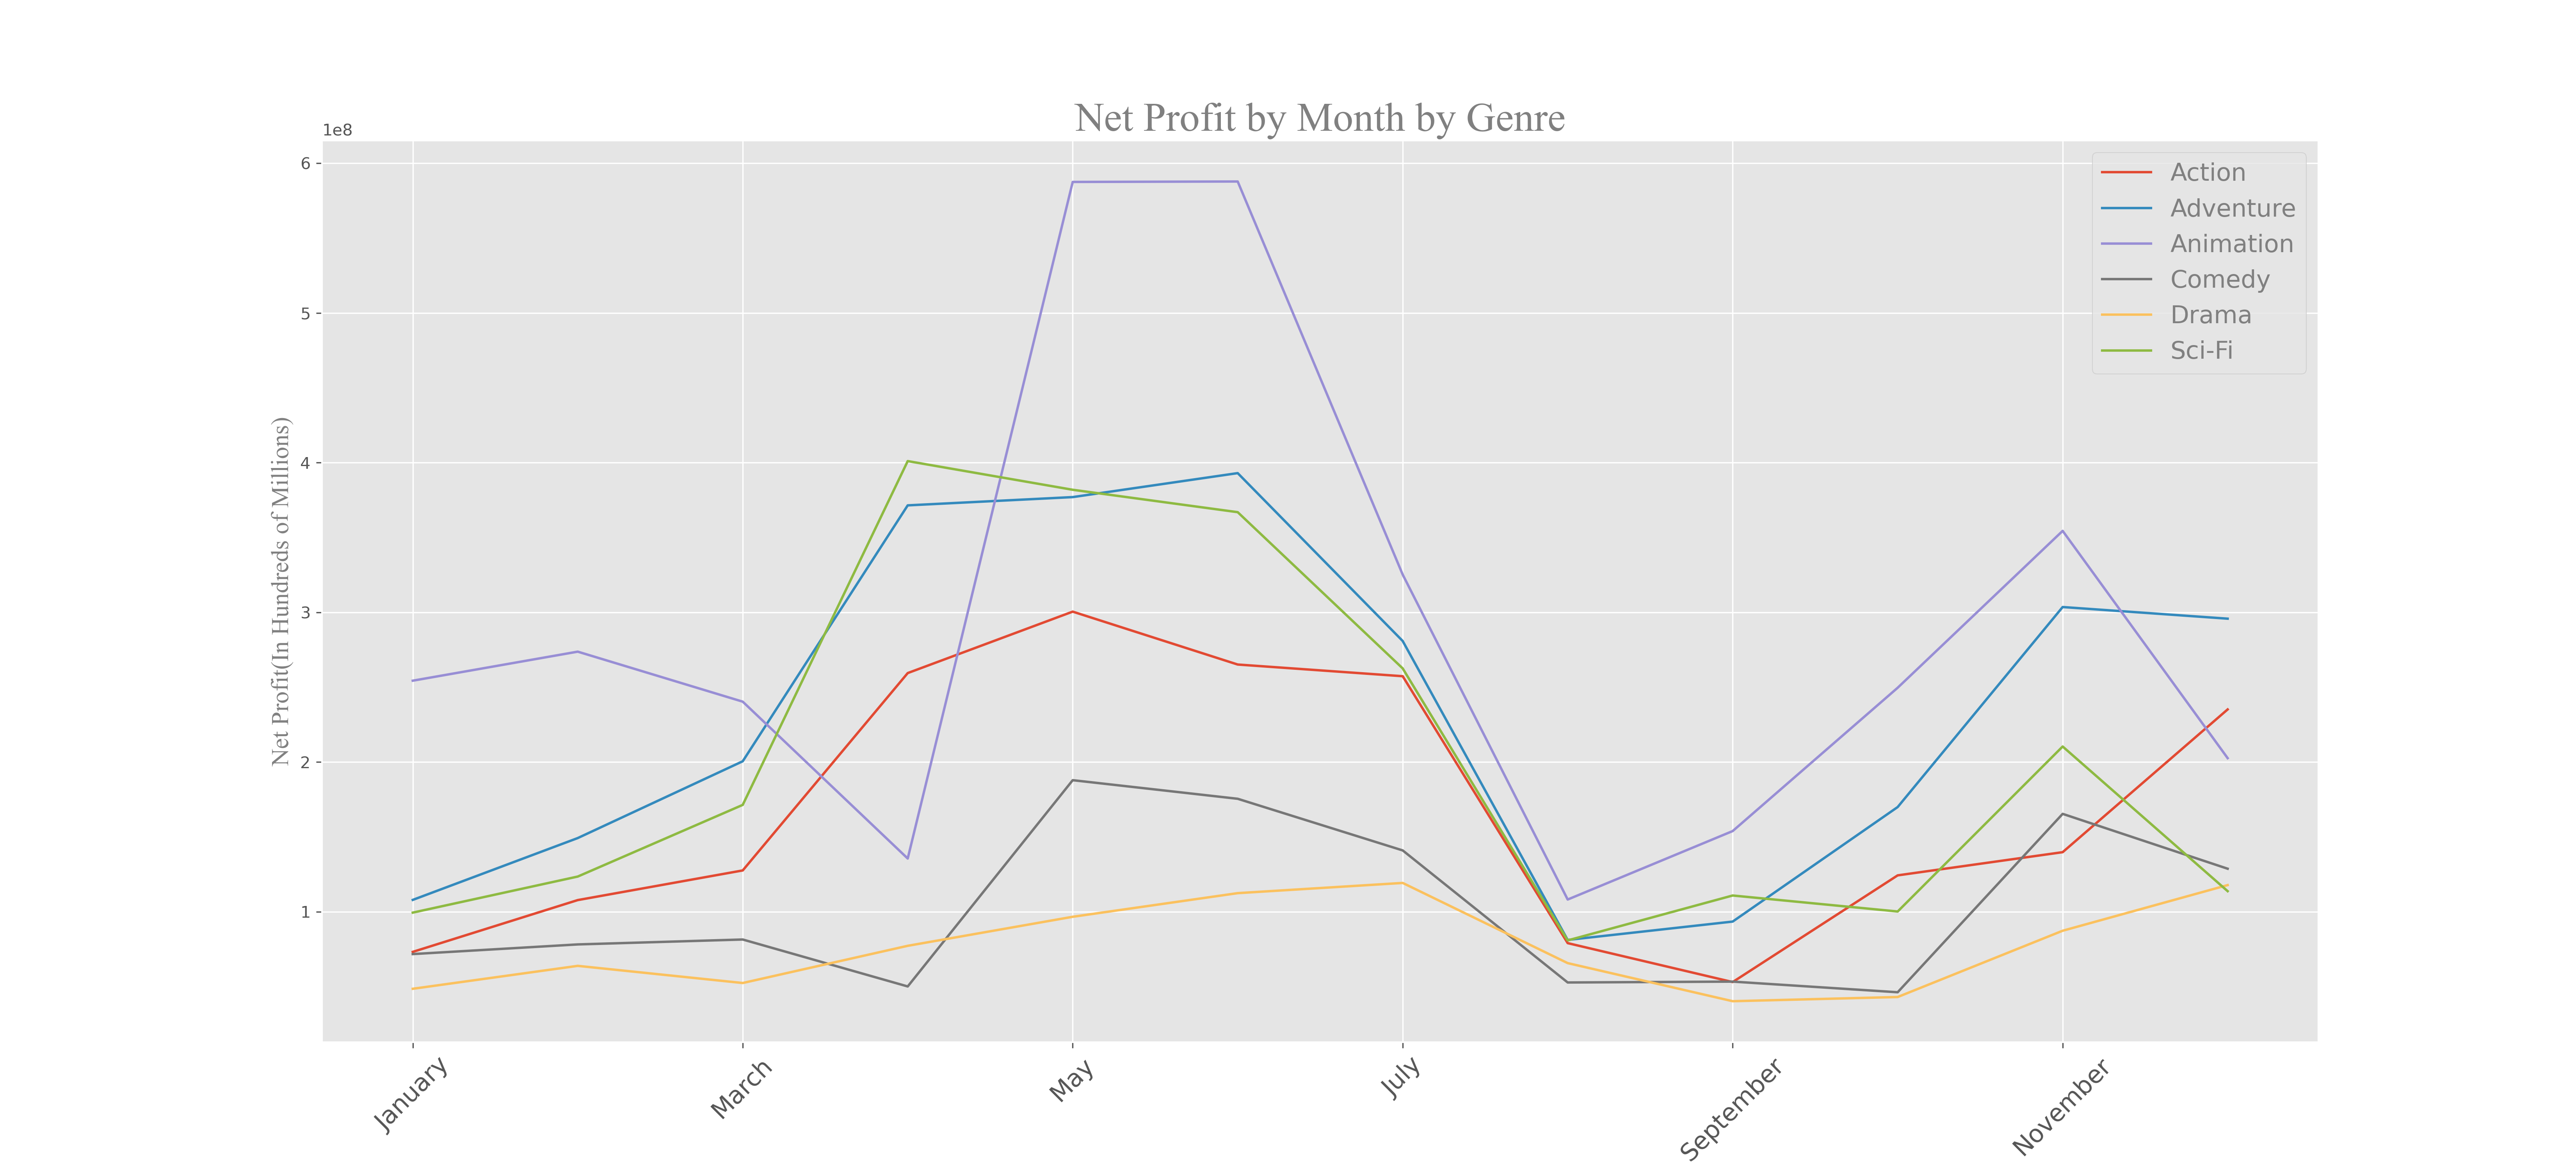 Net Profit by Month by Genre
1e8
6
5
4
3
2
1
Net Profit(In Hundreds of Millions)
Action
Adventure
Animation
Comedy
Drama
Sci-Fi
January
March
May
July
September
November